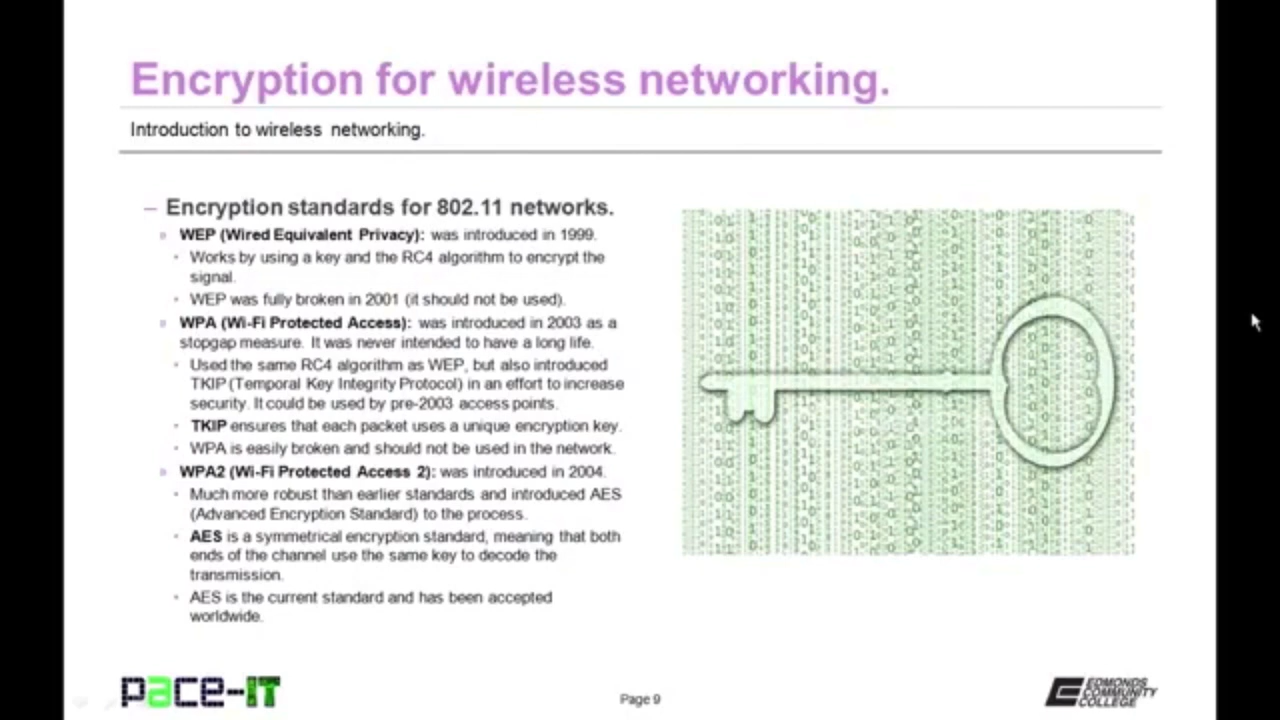 Encryption for wireless networking.
Introduction to wireless networking.
– Encryption standards for 802.11 networks.
» WEP (Wired Equivalent Privacy): was introduced in 1999.
• Works by using a key and the RC4 algorithm to encrypt the
signal.
• WEP was fully broken in 2001 (it should not be used).
» WPA (Wi-Fi Protected Access): was introduced in 2003 as a
stopgap measure. It was never intended to have a long life.
• Used the same RC4 algorithm as WEP, but also introduced
TKIP (Temporal Key Integrity Protocol) in an effort to increase
security. It could be used by pre-2003 access points.
• TKIP ensures that each packet uses a unique encryption key.
• WPA is easily broken and should not be used in the network.
» WPA2 (Wi-Fi Protected Access 2): was introduced in 2004.
• Much more robust than earlier standards and introduced AES
(Advanced Encryption Standard) to the process.
• AES is a symmetrical encryption standard, meaning that both
ends of the channel use the same key to decode the
transmission.
• AES is the current standard and has been accepted
worldwide.
pace-IT
Page 9
EDMONDS
COMMUNITY
COLLEGE